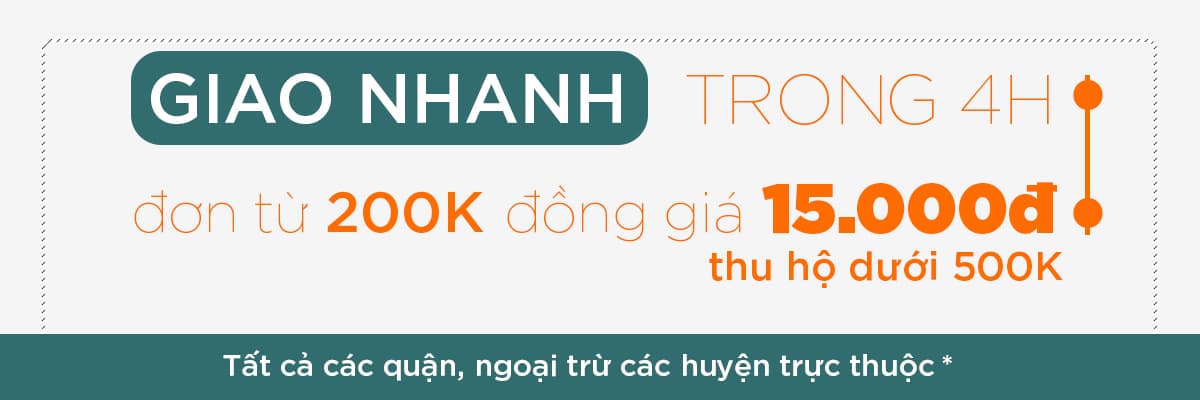 GIAO NHANH TRONG 4H
đơn từ 200K đồng giá 15.000đ
thu hộ dưới 500K
Tất cả các quận, ngoại trừ các huyện trực thuộc *